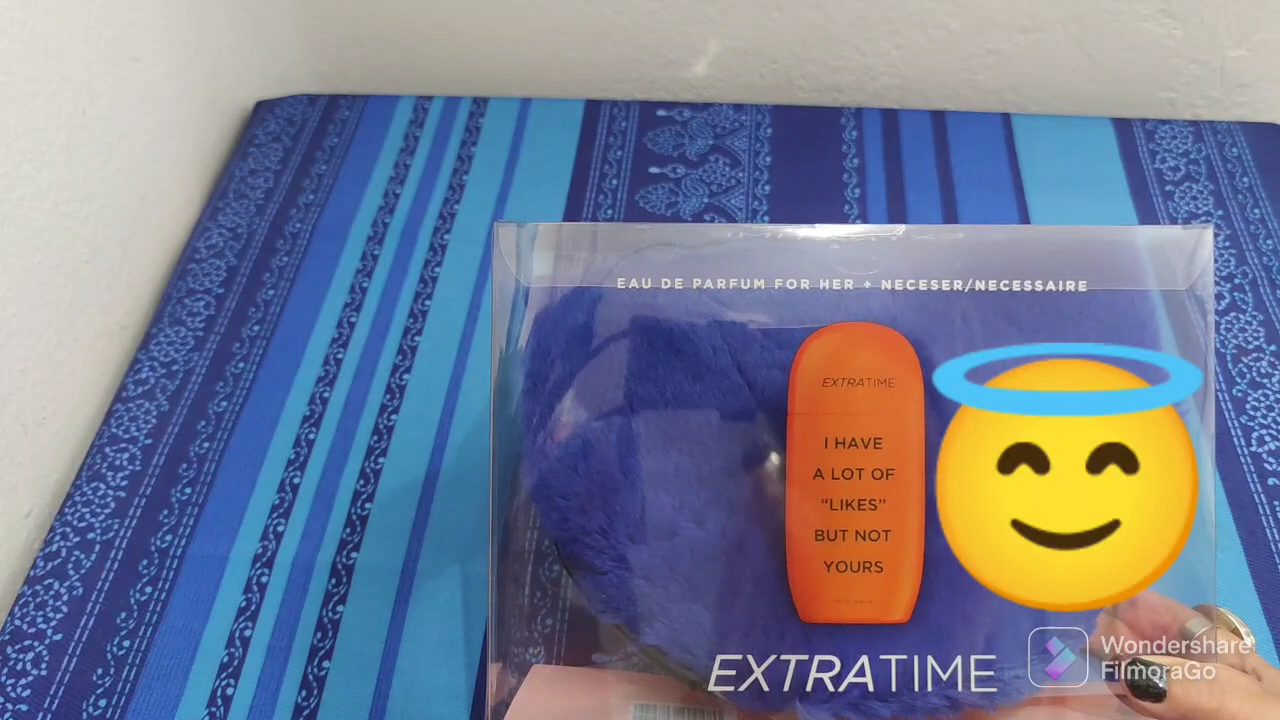 EAU DE PARFUM FOR HER + NECESER/NECESSAIRE
EXTRATIME
I HAVE
A LOT OF
“LIKES”
BUT NOT
YOURS
EXTRATIME
Wondershare
FilmoraGo